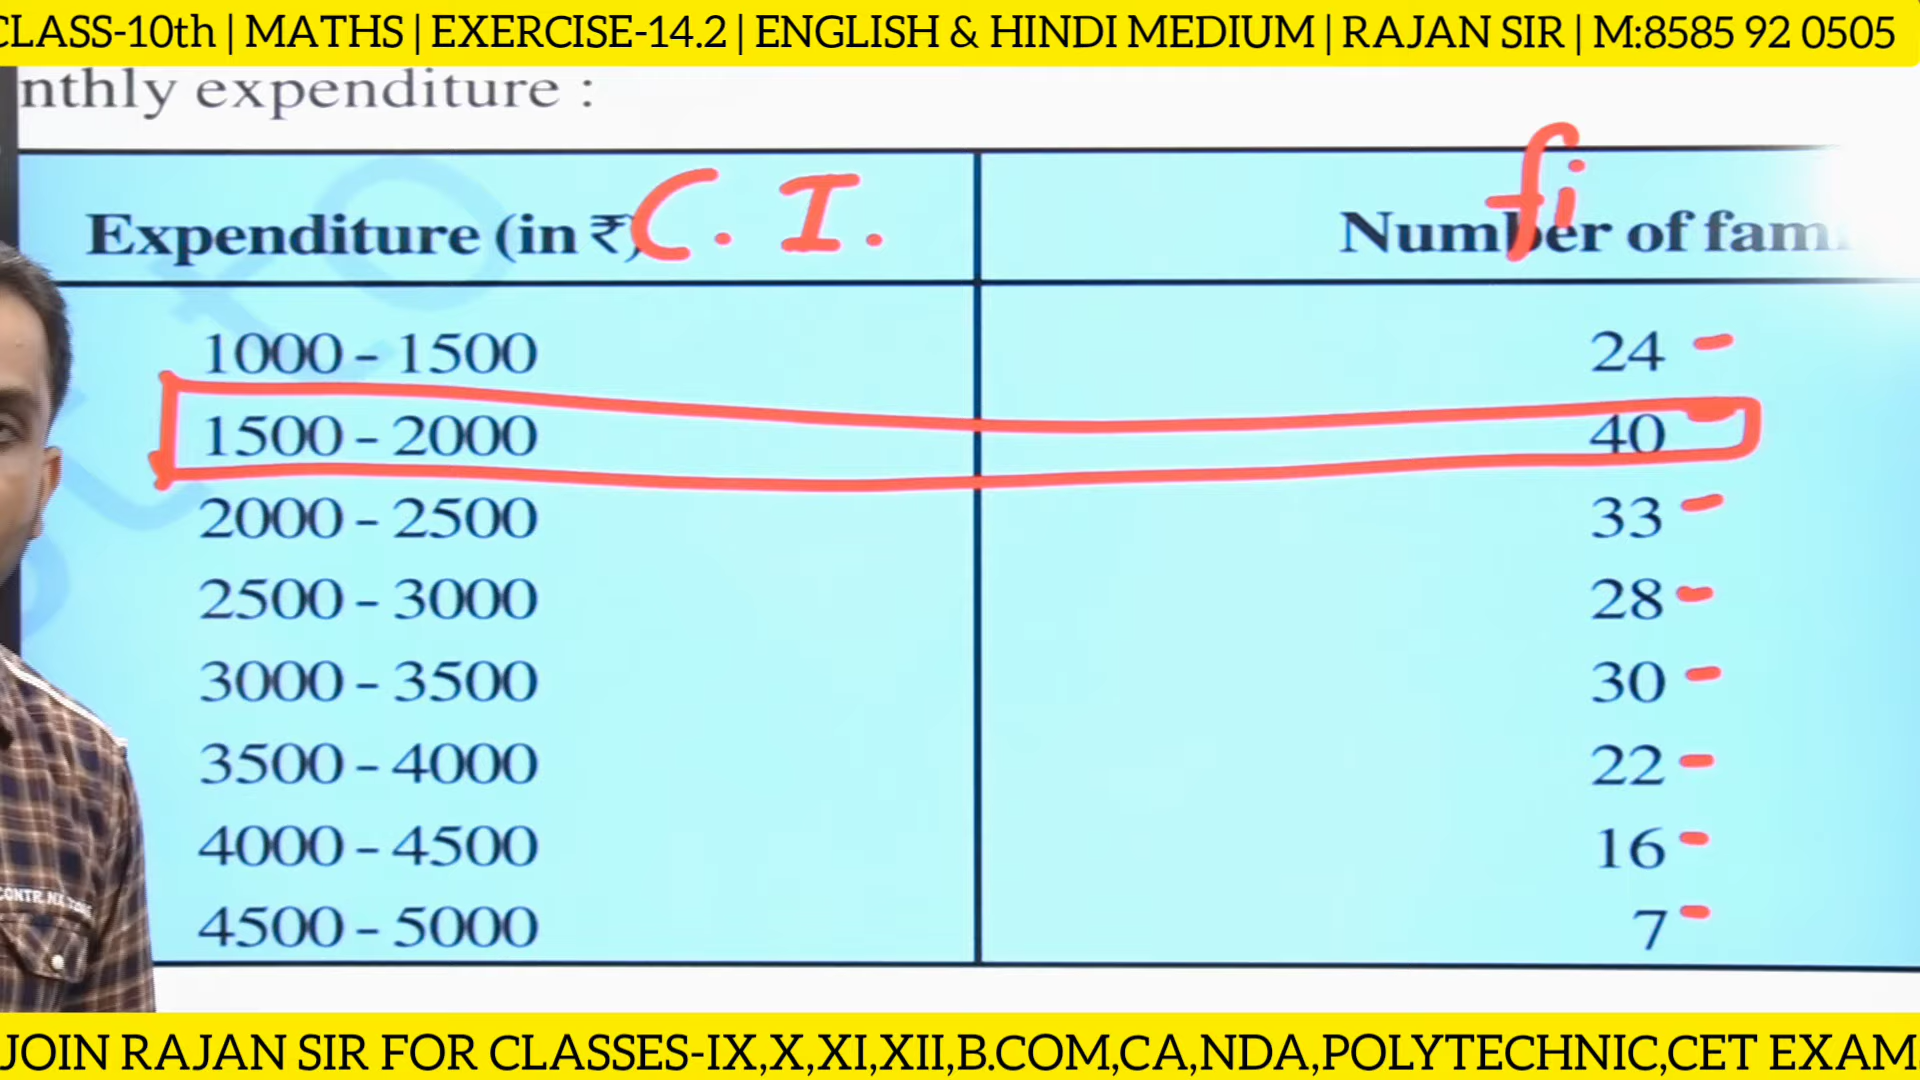 CLASS-10th | MATHS | EXERCISE-14.2 | ENGLISH & HINDI MEDIUM | RAJAN SIR | M:8585 92 0505
nthly expenditure :
Expenditure (in ₹) C. I. Number of fam
fi
1000 - 1500 24
1500 - 2000 40
2000 - 2500 33
2500 - 3000 28
3000 - 3500 30
3500 - 4000 22
4000 - 4500 16
4500 - 5000 7
JOIN RAJAN SIR FOR CLASSES-IX,X,XI,XII,B.COM,CA,NDA,POLYTECHNIC,CET EXAM